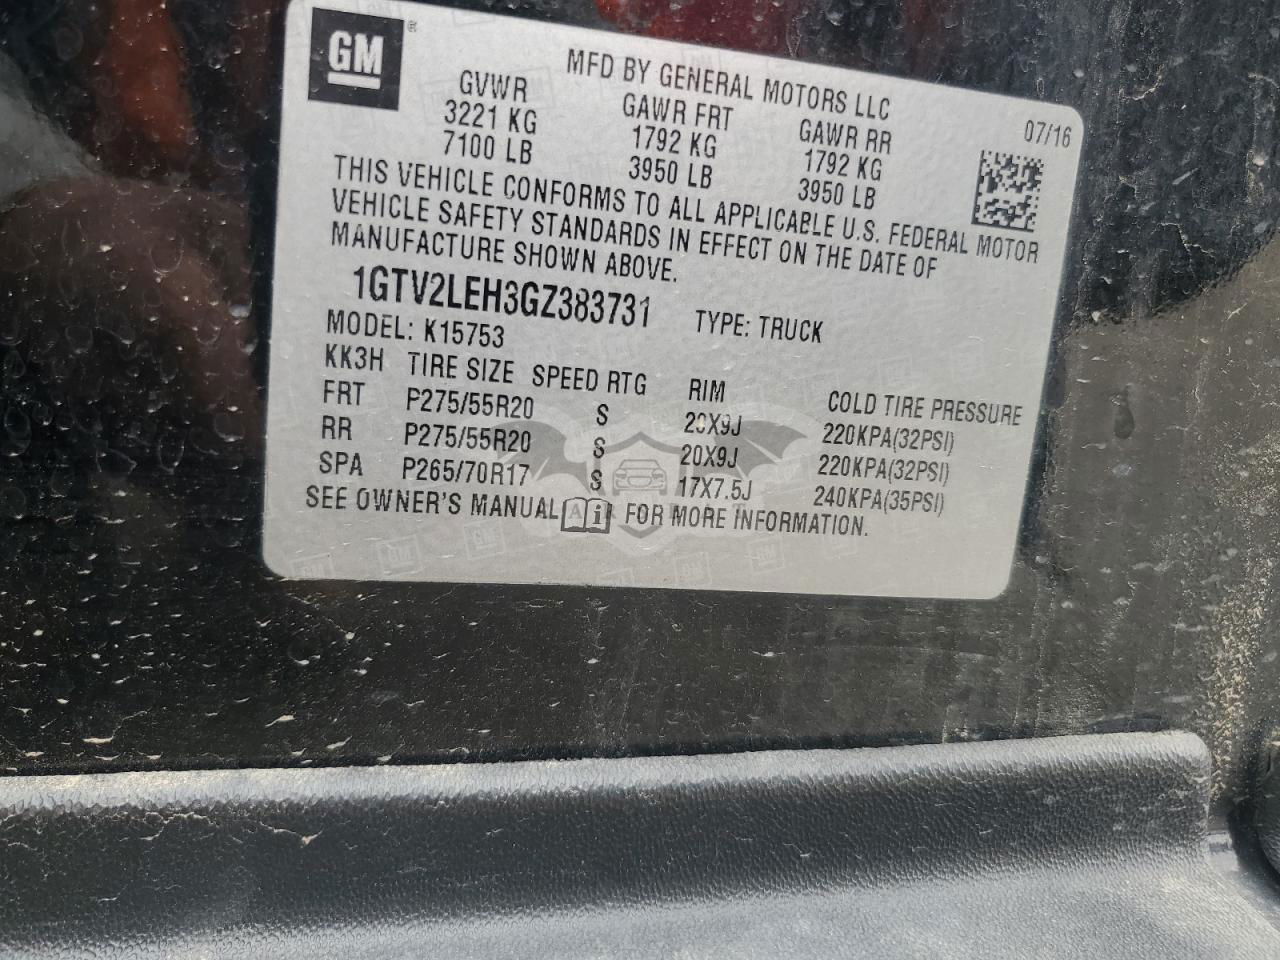 GM ®
MFD BY GENERAL MOTORS LLC
GVWR GAWR FRT GAWR RR 07/16
3221 KG 1792 KG 1792 KG
7100 LB 3950 LB 3950 LB
THIS VEHICLE CONFORMS TO ALL APPLICABLE U.S. FEDERAL MOTOR
VEHICLE SAFETY STANDARDS IN EFFECT ON THE DATE OF
MANUFACTURE SHOWN ABOVE.
1GTV2LEH3GZ383731 TYPE: TRUCK
MODEL: K15753
KK3H TIRE SIZE SPEED RTG RIM COLD TIRE PRESSURE
FRT P275/55R20 S 20X9J 220KPA(32PSI)
RR P275/55R20 S 20X9J 220KPA(32PSI)
SPA P265/70R17 S 17X7.5J 240KPA(35PSI)
SEE OWNER'S MANUAL i FOR MORE INFORMATION.